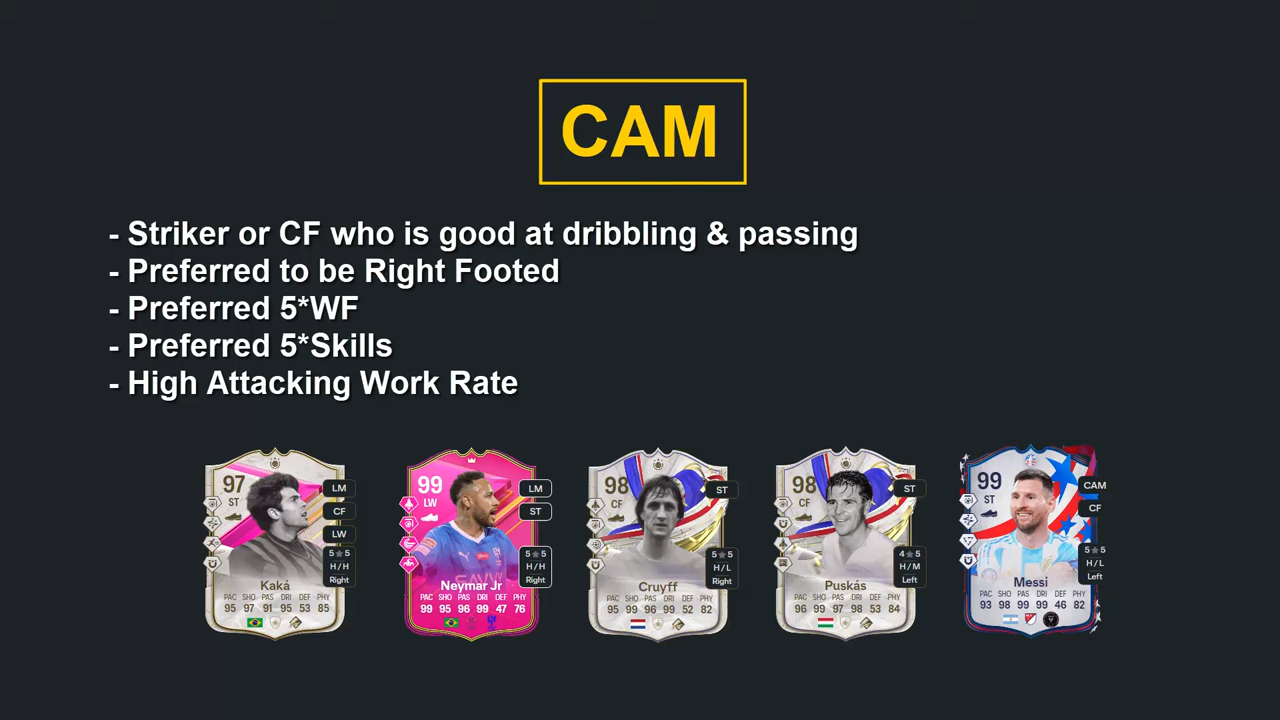 CAM
- Striker or CF who is good at dribbling & passing
- Preferred to be Right Footed
- Preferred 5*WF
- Preferred 5*Skills
- High Attacking Work Rate
97
ST
LM
CF
LW
5★5
H/H
Right
Kaká
PAC SHO PAS DRI DEF PHY
95 97 91 95 53 85
99
LW
LM
ST
5★5
H/H
Right
Neymar Jr
PAC SHO PAS DRI DEF PHY
99 95 96 99 47 76
98
CF
ST
5★5
H/L
Right
Cruyff
PAC SHO PAS DRI DEF PHY
95 99 96 99 52 82
98
CF
ST
4★5
H/M
Left
Puskás
PAC SHO PAS DRI DEF PHY
96 99 97 98 53 84
99
ST
CAM
CF
5★5
H/L
Left
Messi
PAC SHO PAS DRI DEF PHY
93 98 99 99 46 82